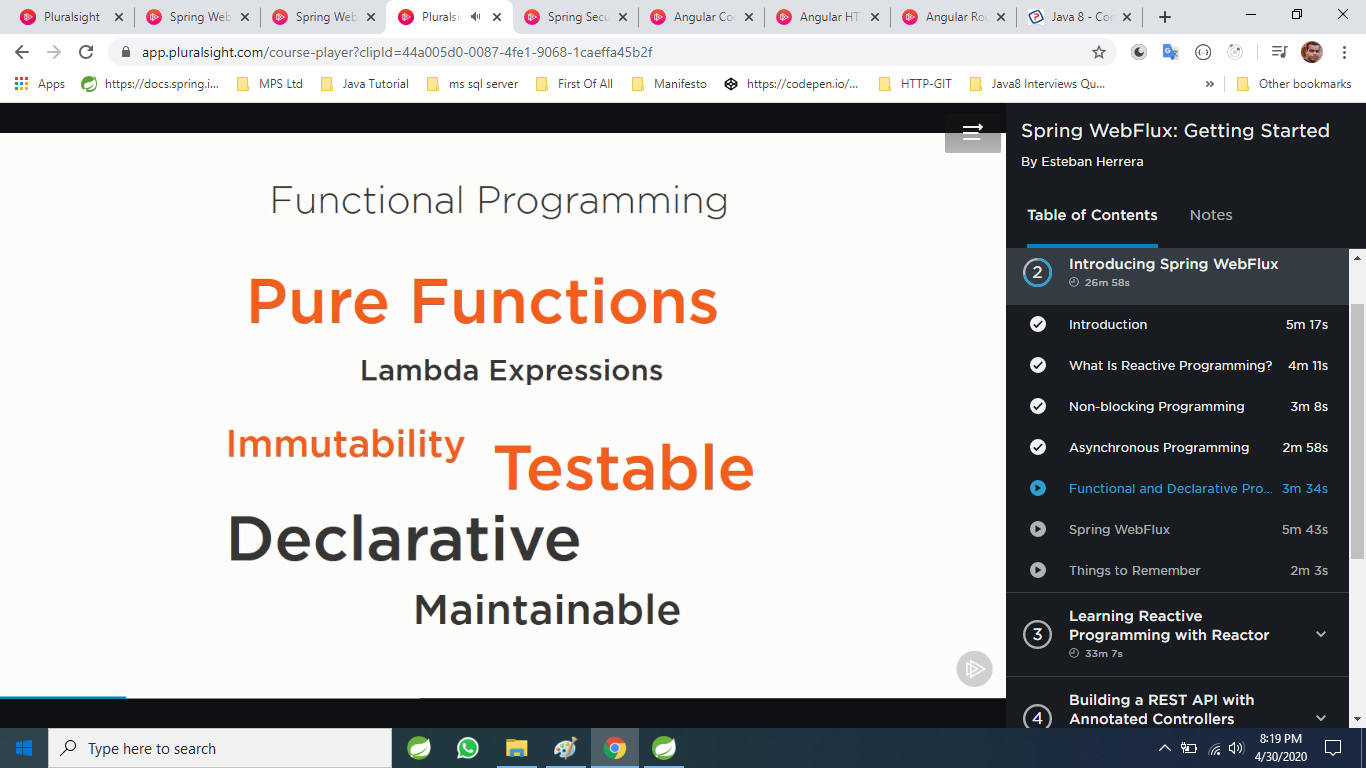 Pluralsight
Spring Web
Spring Web
Pluralsi
Spring Secu
Angular Co
Angular HT
Angular Rou
Java 8 - Cor
app.pluralsight.com/course-player?clipId=44a005d0-0087-4fe1-9068-1caeffa45b2f
Apps
https://docs.spring.i...
MPS Ltd
Java Tutorial
ms sql server
First Of All
Manifesto
https://codepen.io/...
HTTP-GIT
Java8 Interviews Qu...
»
Other bookmarks
Functional Programming
Pure Functions
Lambda Expressions
Immutability
Testable
Declarative
Maintainable
Spring WebFlux: Getting Started
By Esteban Herrera
Table of Contents Notes
2
Introducing Spring WebFlux
26m 58s
Introduction 5m 17s
What Is Reactive Programming? 4m 11s
Non-blocking Programming 3m 8s
Asynchronous Programming 2m 58s
Functional and Declarative Pro... 3m 34s
Spring WebFlux 5m 43s
Things to Remember 2m 3s
3
Learning Reactive
Programming with Reactor
33m 7s
4
Building a REST API with
Annotated Controllers
Type here to search
8:19 PM
4/30/2020